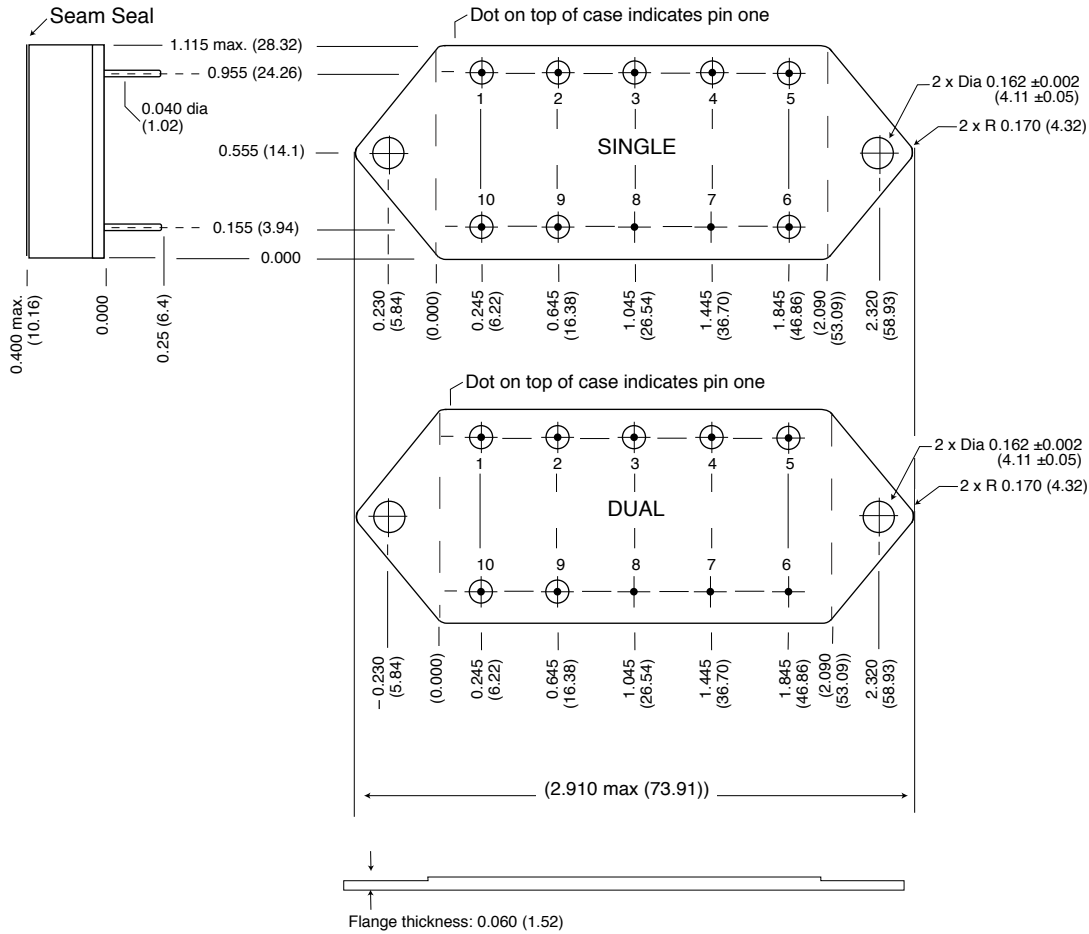 Seam Seal
1.115 max. (28.32)
0.955 (24.26)
0.040 dia
(1.02)
0.555 (14.1)
0.155 (3.94)
0.000
0.400 max.
(10.16)
0.000
0.25 (6.4)
Dot on top of case indicates pin one
1 2 3 4 5
SINGLE
10 9 8 7 6
2 x Dia 0.162 ±0.002
(4.11 ±0.05)
2 x R 0.170 (4.32)
0.230
(5.84)
(0.000)
0.245
(6.22)
0.645
(16.38)
1.045
(26.54)
1.445
(36.70)
1.845
(46.86)
(2.090
(53.09))
2.320
(58.93)
Dot on top of case indicates pin one
1 2 3 4 5
DUAL
10 9 8 7 6
2 x Dia 0.162 ±0.002
(4.11 ±0.05)
2 x R 0.170 (4.32)
0.230
(5.84)
(0.000)
0.245
(6.22)
0.645
(16.38)
1.045
(26.54)
1.445
(36.70)
1.845
(46.86)
(2.090
(53.09))
2.320
(58.93)
(2.910 max (73.91))
Flange thickness: 0.060 (1.52)